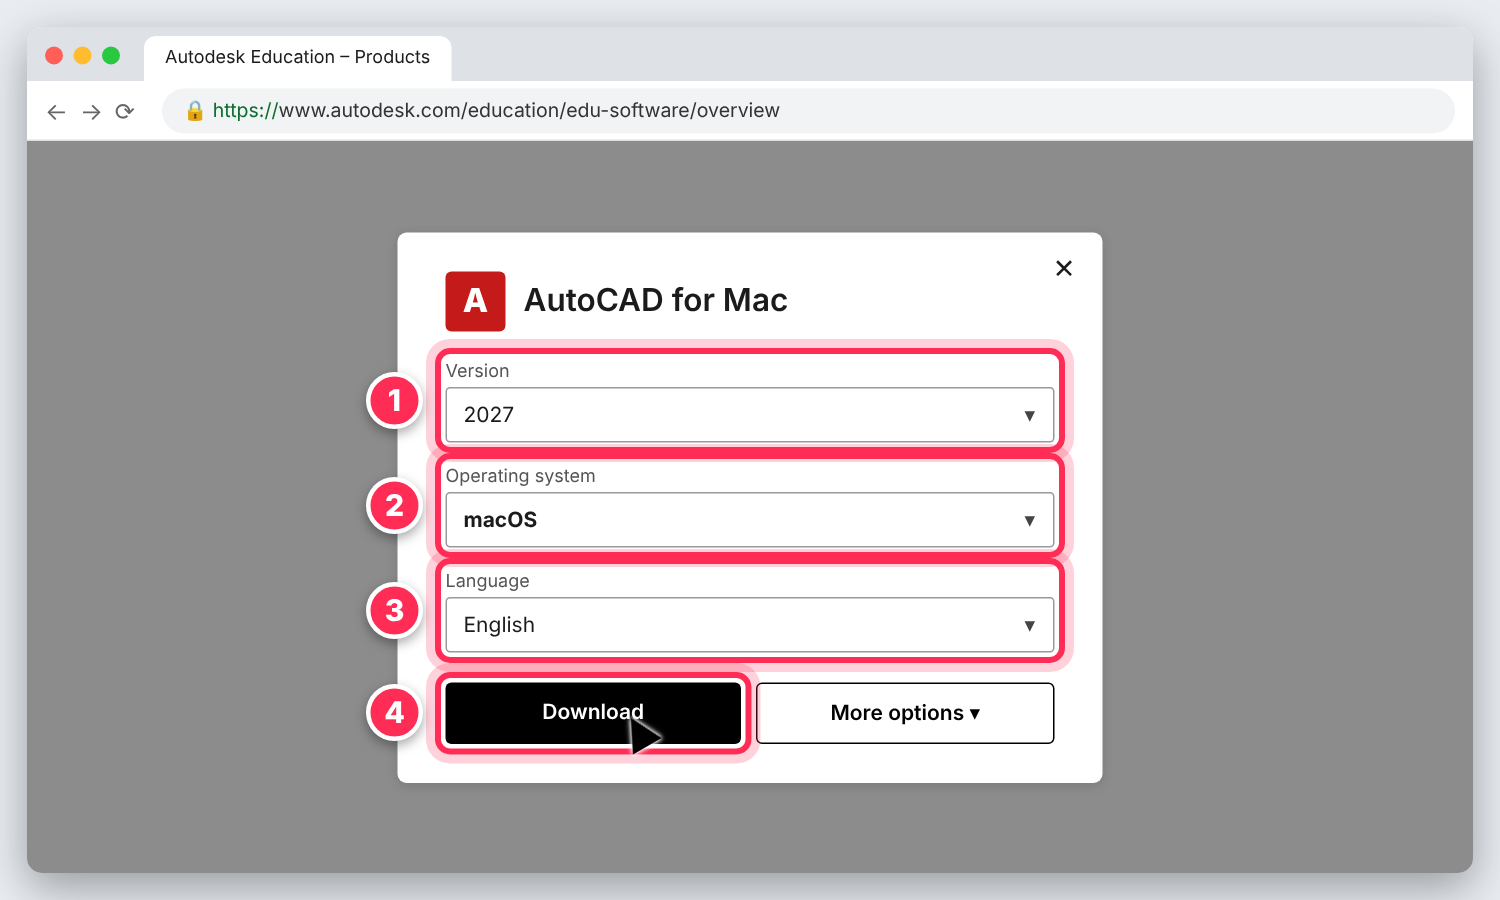 Autodesk Education – Products
https://www.autodesk.com/education/edu-software/overview
A AutoCAD for Mac
1
Version
2027
2
Operating system
macOS
3
Language
English
4
Download
More options